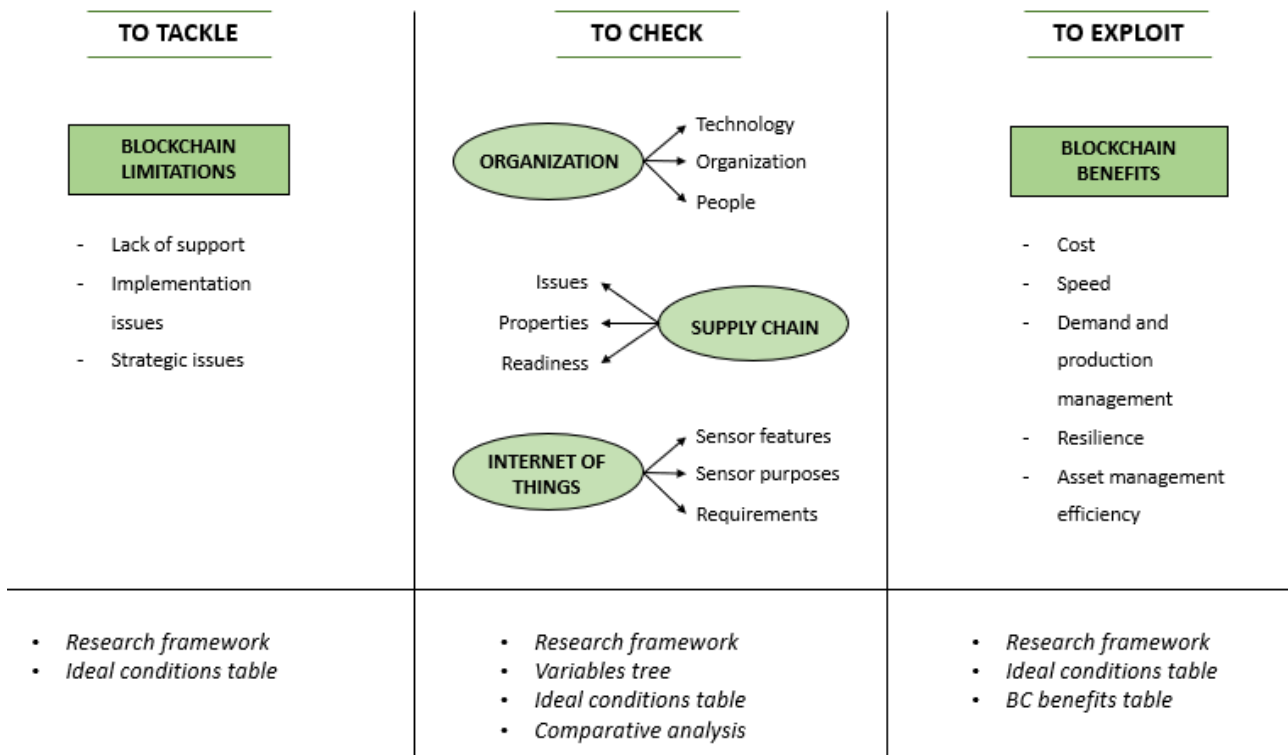 TO TACKLE
BLOCKCHAIN
LIMITATIONS
- Lack of support
- Implementation
issues
- Strategic issues
• Research framework
• Ideal conditions table
TO CHECK
ORGANIZATION
Technology
Organization
People
Issues
Properties
Readiness
SUPPLY CHAIN
INTERNET OF
THINGS
Sensor features
Sensor purposes
Requirements
• Research framework
• Variables tree
• Ideal conditions table
• Comparative analysis
TO EXPLOIT
BLOCKCHAIN
BENEFITS
- Cost
- Speed
- Demand and
production
management
- Resilience
- Asset management
efficiency
• Research framework
• Ideal conditions table
• BC benefits table